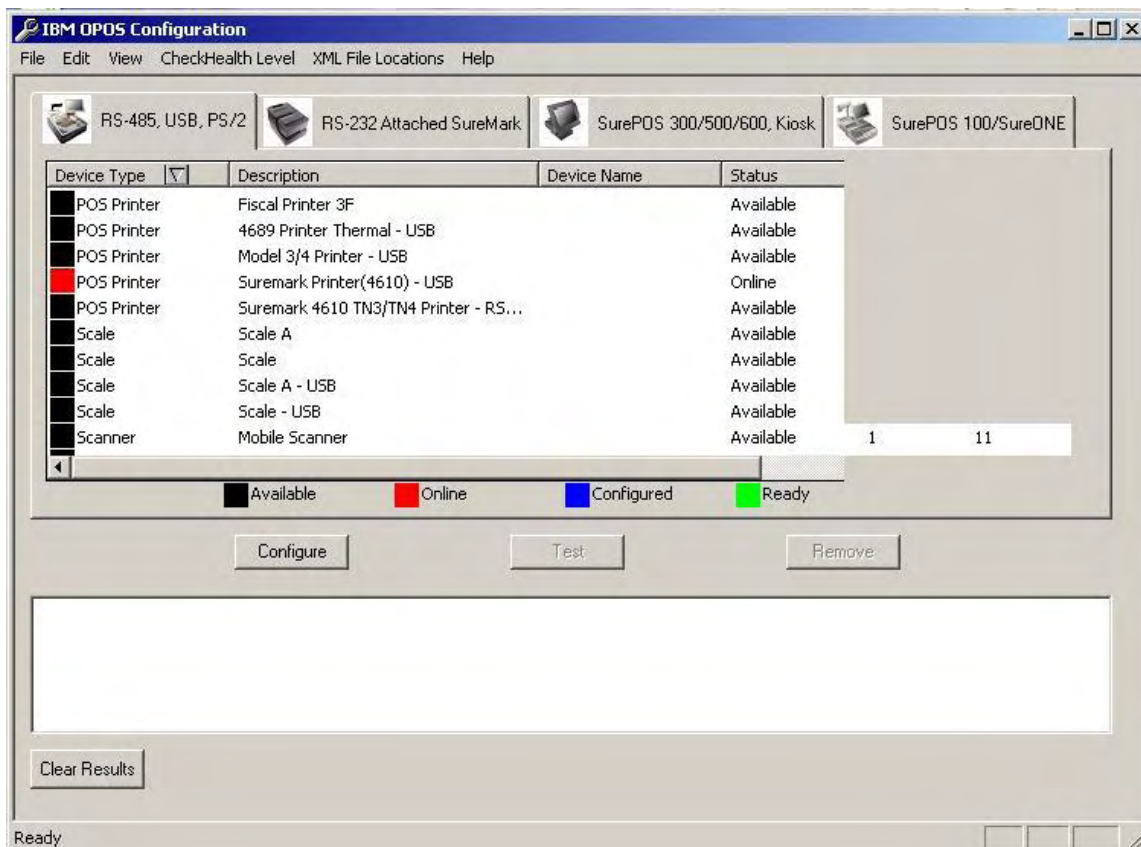 IBM OPOS Configuration
File Edit View CheckHealth Level XML File Locations Help
RS-485, USB, PS/2 RS-232 Attached SureMark SurePOS 300/500/600, Kiosk SurePOS 100/SureONE
Device Type Description Device Name Status
POS Printer Fiscal Printer 3F Available
POS Printer 4689 Printer Thermal - USB Available
POS Printer Model 3/4 Printer - USB Available
POS Printer Suremark Printer(4610) - USB Online
POS Printer Suremark 4610 TN3/TN4 Printer - RS... Available
Scale Scale A Available
Scale Scale Available
Scale Scale A - USB Available
Scale Scale - USB Available
Scanner Mobile Scanner Available 1 11
Available Online Configured Ready
Configure Test Remove
Clear Results
Ready